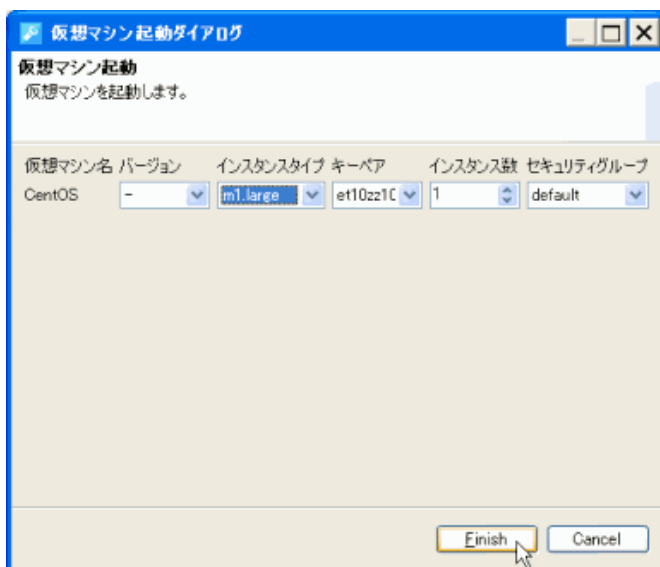 仮想マシン起動ダイアログ
仮想マシン起動
仮想マシンを起動します。
仮想マシン名 バージョン インスタンスタイプ キーペア インスタンス数 セキュリティグループ
CentOS - m1.large et10zz10 1 default
Finish Cancel